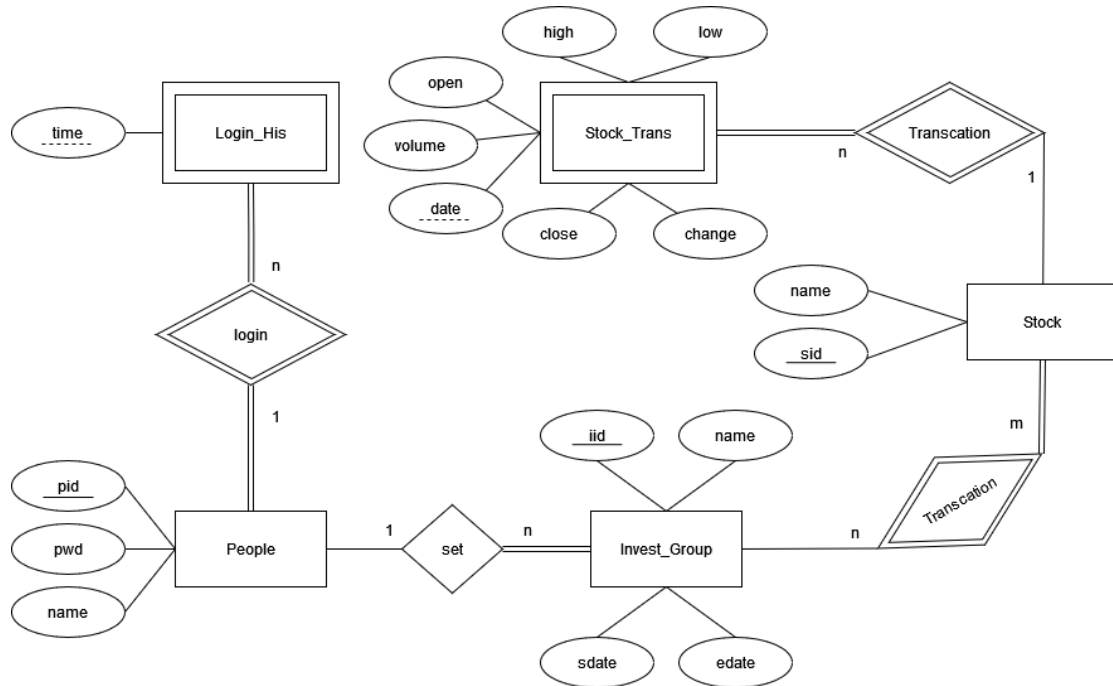 high
low
open
time
Login_His
volume
Stock_Trans
Transcation
n
date
1
close
change
n
name
Stock
login
sid
1
m
iid
name
pid
Transcation
1
n
n
pwd
People
set
Invest_Group
name
sdate
edate